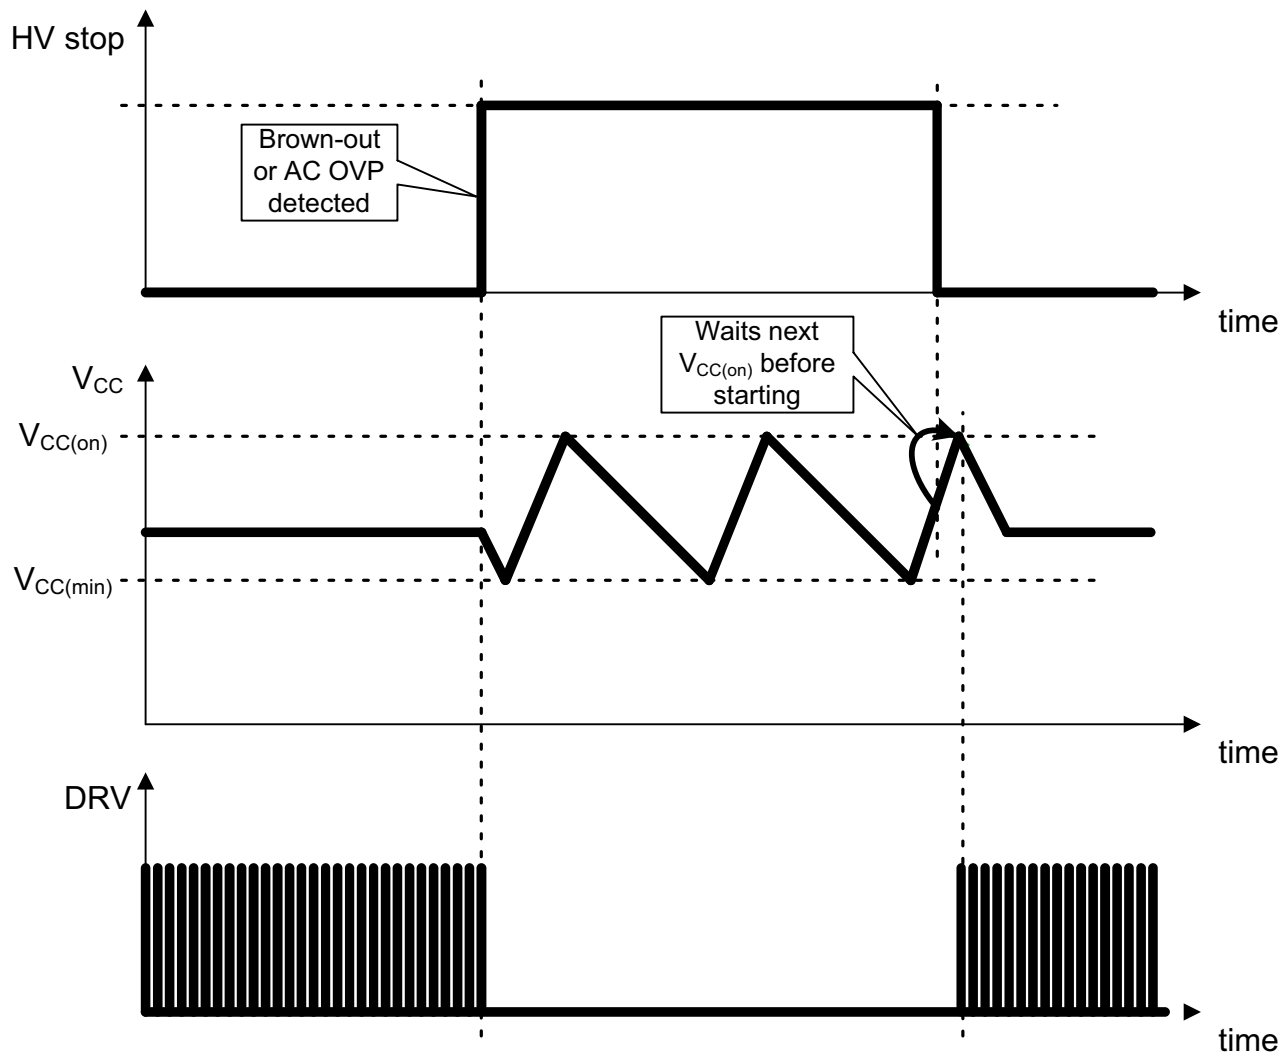 HV stop
Brown-out
or AC OVP
detected
time
Waits next
VCC(on) before
starting
VCC
VCC(on)
VCC(min)
time
DRV
time